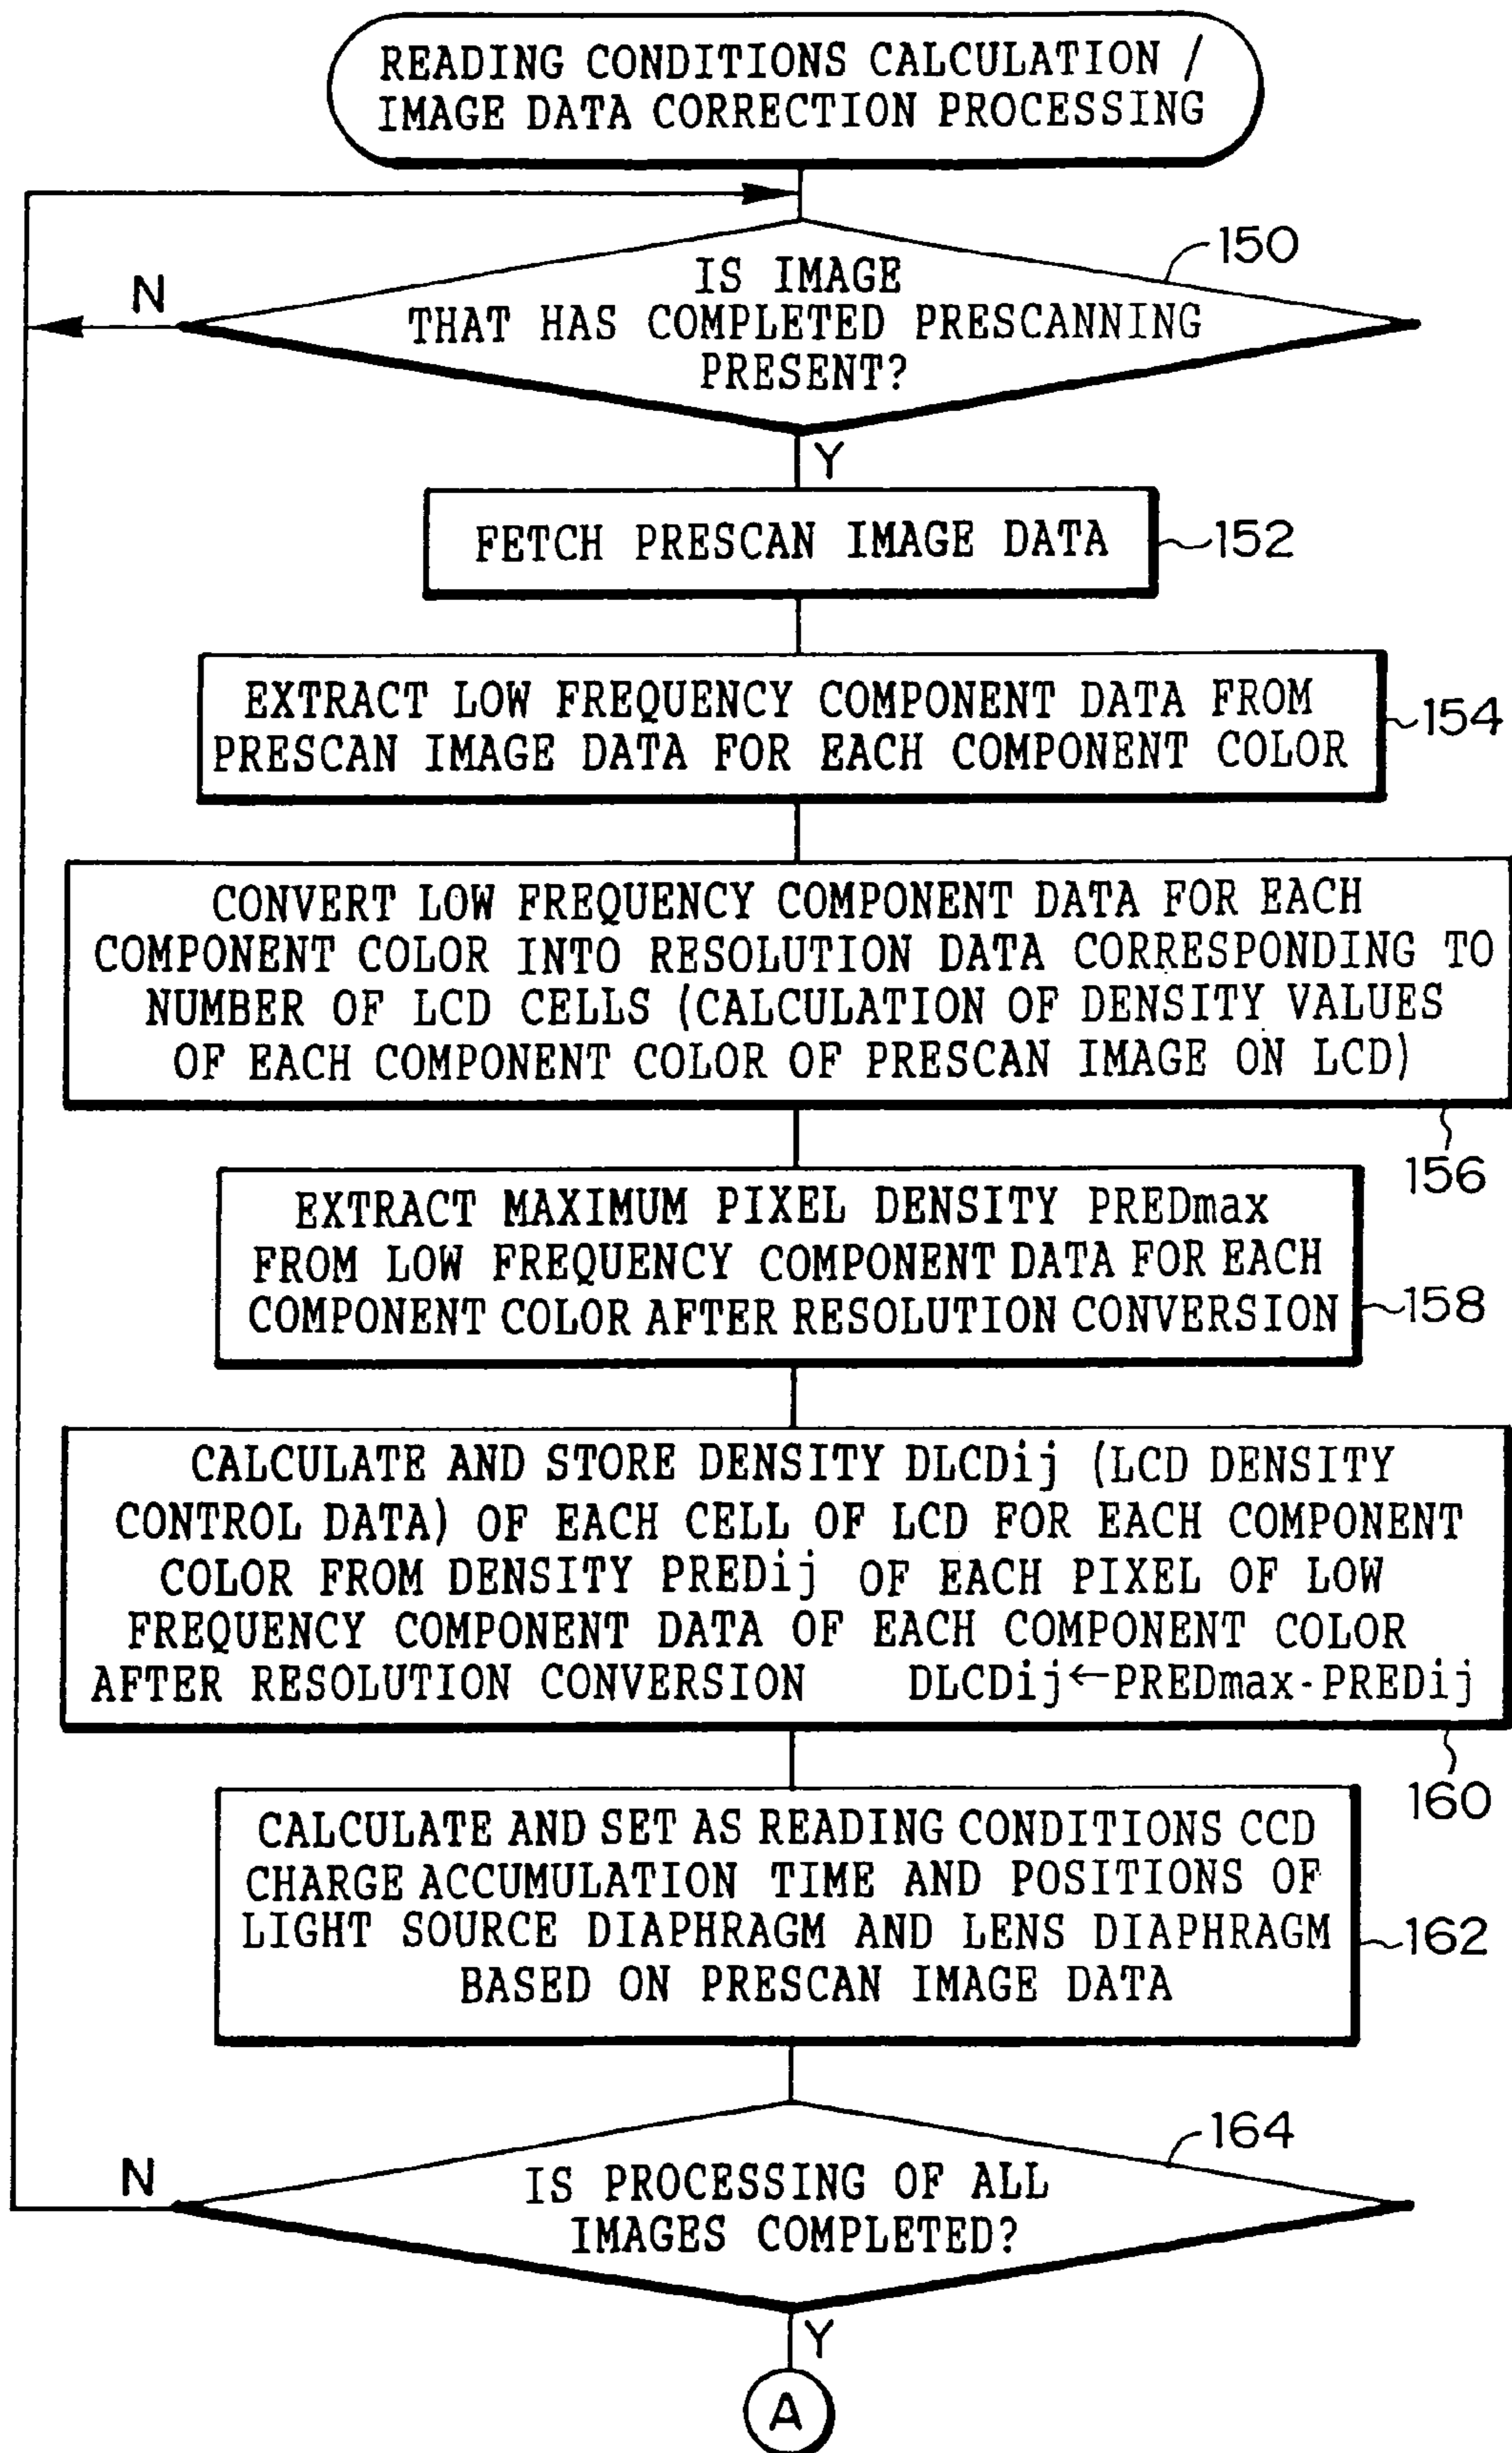 READING CONDITIONS CALCULATION /
IMAGE DATA CORRECTION PROCESSING
150
N
IS IMAGE
THAT HAS COMPLETED PRESCANNING
PRESENT?
Y
FETCH PRESCAN IMAGE DATA
152
EXTRACT LOW FREQUENCY COMPONENT DATA FROM
PRESCAN IMAGE DATA FOR EACH COMPONENT COLOR
154
CONVERT LOW FREQUENCY COMPONENT DATA FOR EACH
COMPONENT COLOR INTO RESOLUTION DATA CORRESPONDING TO
NUMBER OF LCD CELLS (CALCULATION OF DENSITY VALUES
OF EACH COMPONENT COLOR OF PRESCAN IMAGE ON LCD)
156
EXTRACT MAXIMUM PIXEL DENSITY PREDmax
FROM LOW FREQUENCY COMPONENT DATA FOR EACH
COMPONENT COLOR AFTER RESOLUTION CONVERSION
158
CALCULATE AND STORE DENSITY DLCDij (LCD DENSITY
CONTROL DATA) OF EACH CELL OF LCD FOR EACH COMPONENT
COLOR FROM DENSITY PREDij OF EACH PIXEL OF LOW
FREQUENCY COMPONENT DATA OF EACH COMPONENT COLOR
AFTER RESOLUTION CONVERSION DLCDij←PREDmax-PREDij
160
CALCULATE AND SET AS READING CONDITIONS CCD
CHARGE ACCUMULATION TIME AND POSITIONS OF
LIGHT SOURCE DIAPHRAGM AND LENS DIAPHRAGM
BASED ON PRESCAN IMAGE DATA
162
164
N
IS PROCESSING OF ALL
IMAGES COMPLETED?
Y
A